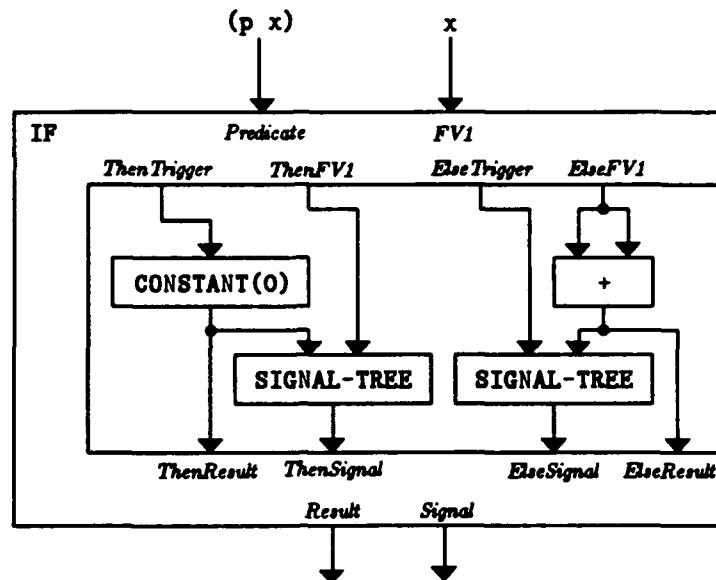 (p x) x
IF Predicate FV1
ThenTrigger ThenFV1 ElseTrigger ElseFV1
CONSTANT(0) +
SIGNAL-TREE SIGNAL-TREE
ThenResult ThenSignal ElseSignal ElseResult
Result Signal